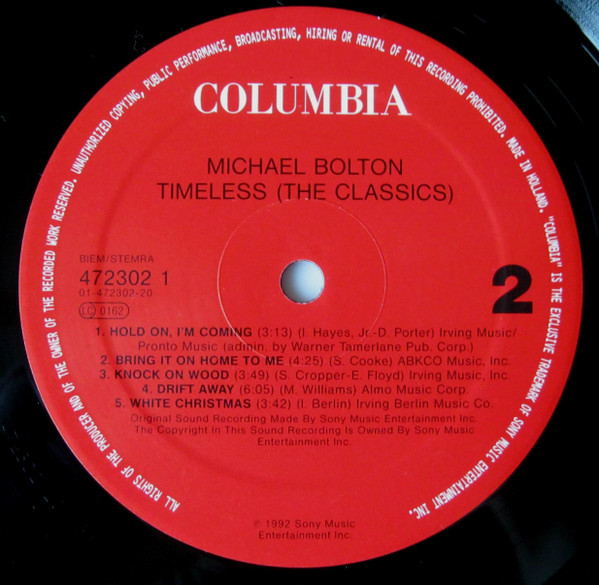 COLUMBIA
MICHAEL BOLTON
TIMELESS (THE CLASSICS)
BIEM/STEMRA
472302 1
01-472302-20
LC 0162
2
1. HOLD ON, I'M COMING (3:13) (I. Hayes, Jr.-D. Porter) Irving Music/
Pronto Music (admin. by Warner Tamerlane Pub. Corp.)
2. BRING IT ON HOME TO ME (4:25) (S. Cooke) ABKCO Music, Inc.
3. KNOCK ON WOOD (3:49) (S. Cropper-E. Floyd) Irving Music, Inc.
4. DRIFT AWAY (6:05) (M. Williams) Almo Music Corp.
5. WHITE CHRISTMAS (3:42) (I. Berlin) Irving Berlin Music Co.
Original Sound Recording Made By Sony Music Entertainment Inc.
The Copyright In This Sound Recording Is Owned By Sony Music
Entertainment Inc.
℗ 1992 Sony Music
Entertainment Inc.
ALL RIGHTS OF THE PRODUCER AND OF THE OWNER OF THE RECORDED WORK RESERVED. UNAUTHORIZED COPYING, PUBLIC PERFORMANCE, BROADCASTING, HIRING OR RENTAL OF THIS RECORDING PROHIBITED. MADE IN HOLLAND. "COLUMBIA" IS THE EXCLUSIVE TRADEMARK OF SONY MUSIC ENTERTAINMENT INC.